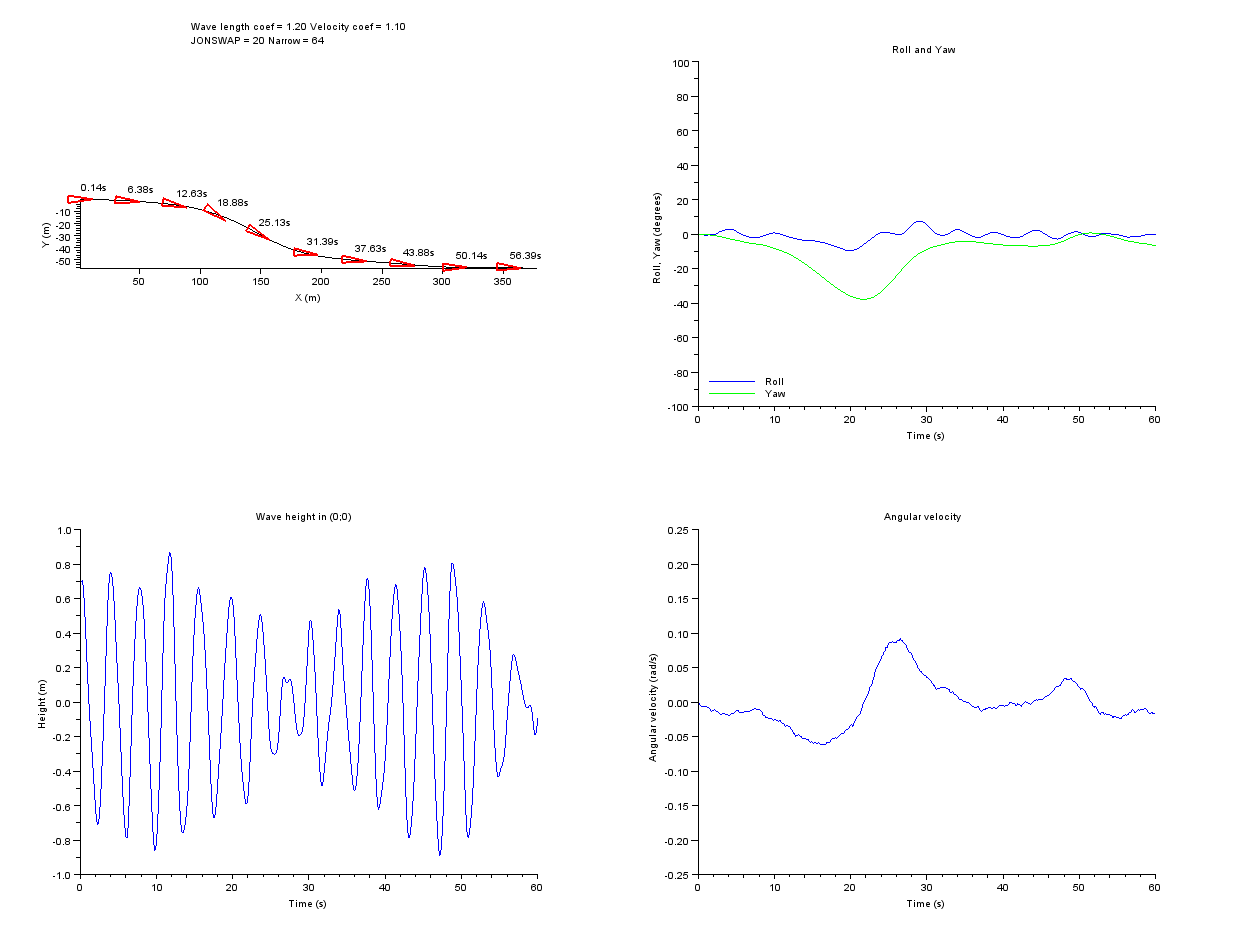 Wave length coef = 1.20 Velocity coef = 1.10
JONSWAP = 20 Narrow = 64
0.14s
6.38s
12.63s
18.88s
25.13s
31.39s
37.63s
43.88s
50.14s
56.39s
Y (m)
-10
-20
-30
-40
-50
50
100
150
200
250
300
350
X (m)
Roll and Yaw
Roll, Yaw (degrees)
100
80
60
40
20
0
-20
-40
-60
-80
-100
Roll
Yaw
0
10
20
30
40
50
60
Time (s)
Wave height in (0;0)
Height (m)
1.0
0.8
0.6
0.4
0.2
0.0
-0.2
-0.4
-0.6
-0.8
-1.0
0
10
20
30
40
50
60
Time (s)
Angular velocity
Angular velocity (rad/s)
0.25
0.20
0.15
0.10
0.05
0.00
-0.05
-0.10
-0.15
-0.20
-0.25
0
10
20
30
40
50
60
Time (s)